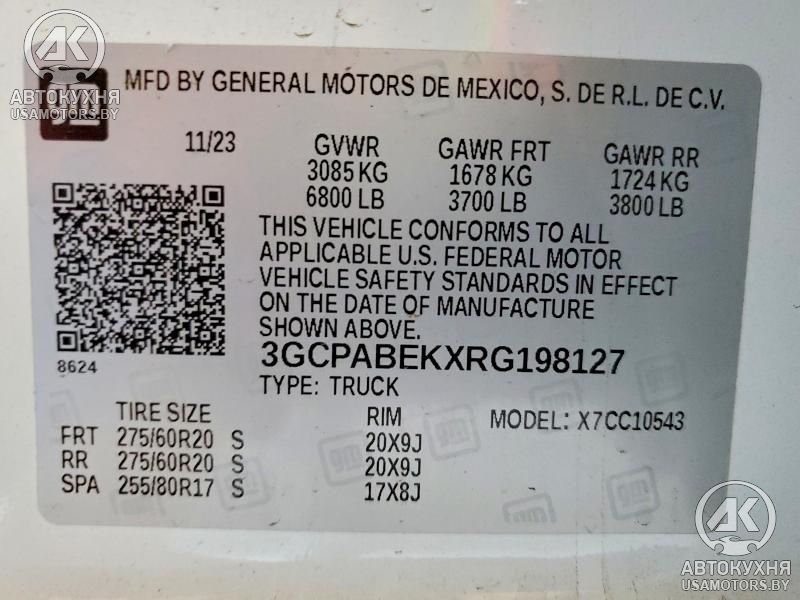 АВТОКУХНЯ
USAMOTORS.BY
gm
MFD BY GENERAL MOTORS DE MEXICO, S. DE R.L. DE C.V.
11/23 GVWR GAWR FRT GAWR RR
3085 KG 1678 KG 1724 KG
6800 LB 3700 LB 3800 LB
THIS VEHICLE CONFORMS TO ALL
APPLICABLE U.S. FEDERAL MOTOR
VEHICLE SAFETY STANDARDS IN EFFECT
ON THE DATE OF MANUFACTURE
SHOWN ABOVE.
3GCPABEKXRG198127
8624
TYPE: TRUCK
TIRE SIZE RIM MODEL: X7CC10543
FRT 275/60R20 S 20X9J
RR 275/60R20 S 20X9J
SPA 255/80R17 S 17X8J
АВТОКУХНЯ
USAMOTORS.BY